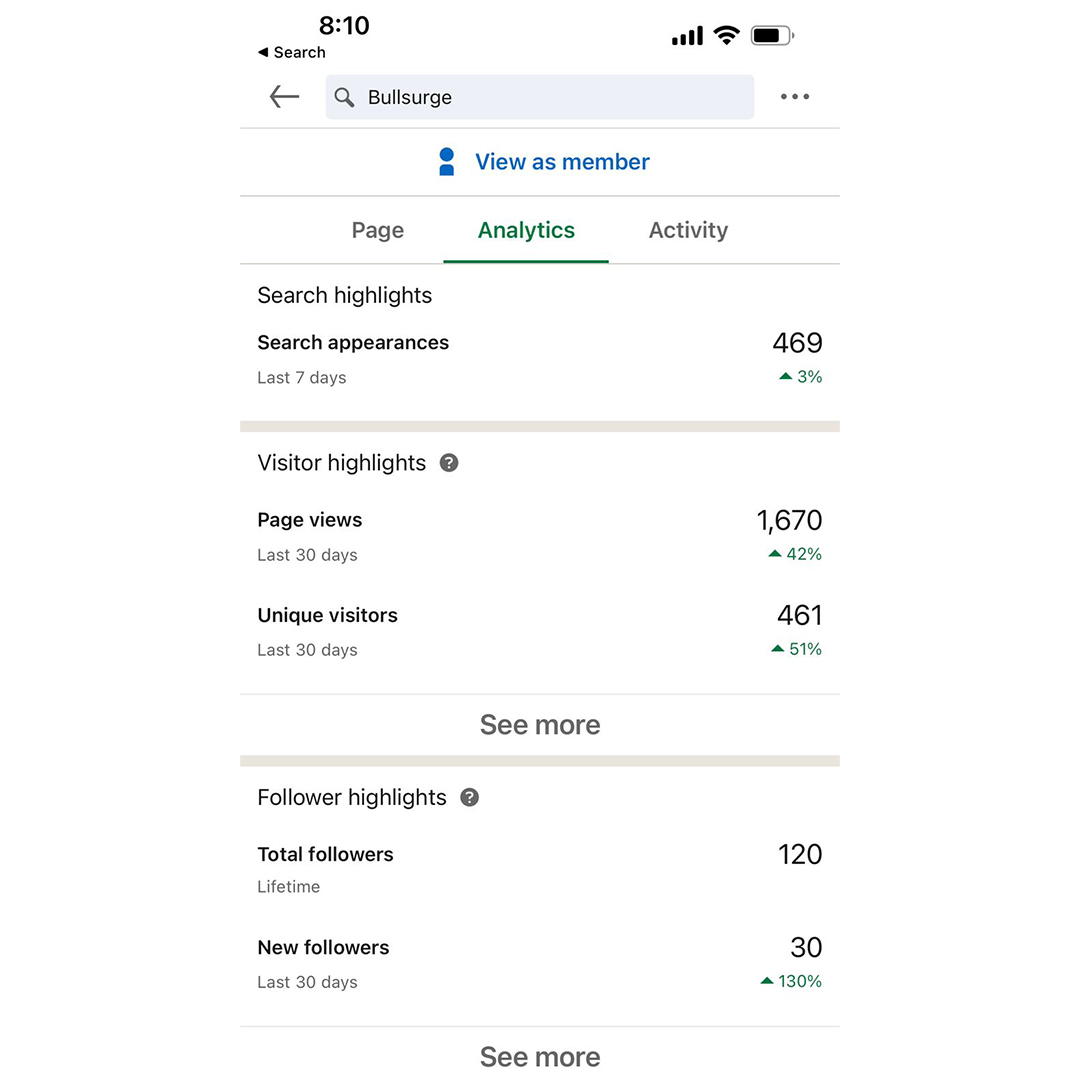 8:10
◀ Search
Bullsurge
View as member
Page Analytics Activity
Search highlights
Search appearances 469
Last 7 days ▲ 3%
Visitor highlights ?
Page views 1,670
Last 30 days ▲ 42%
Unique visitors 461
Last 30 days ▲ 51%
See more
Follower highlights ?
Total followers 120
Lifetime
New followers 30
Last 30 days ▲ 130%
See more